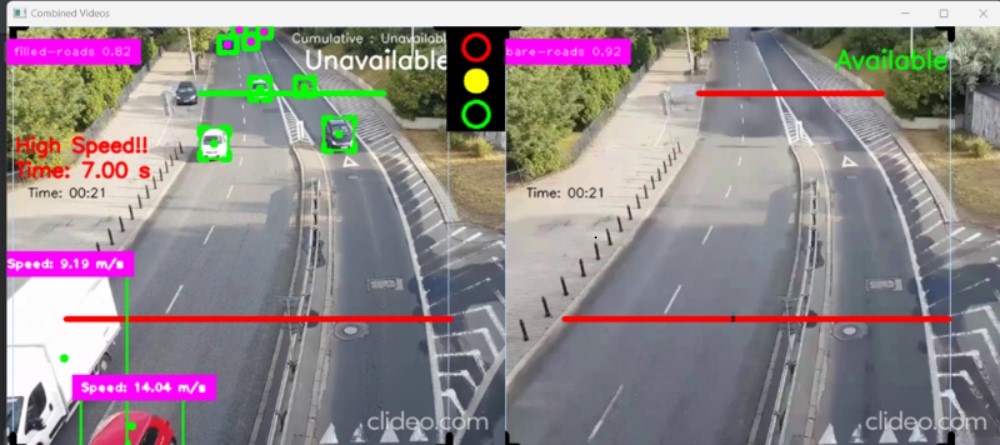 Combined Videos
filled-roads 0.82
Cumulative : Unavailabl
Unavailable
High Speed!!
Time: 7.00 s
Time: 00:21
Speed: 9.19 m/s
Speed: 14.04 m/s
clideo.com
bare-roads 0.92
Available
Time: 00:21
clideo.com